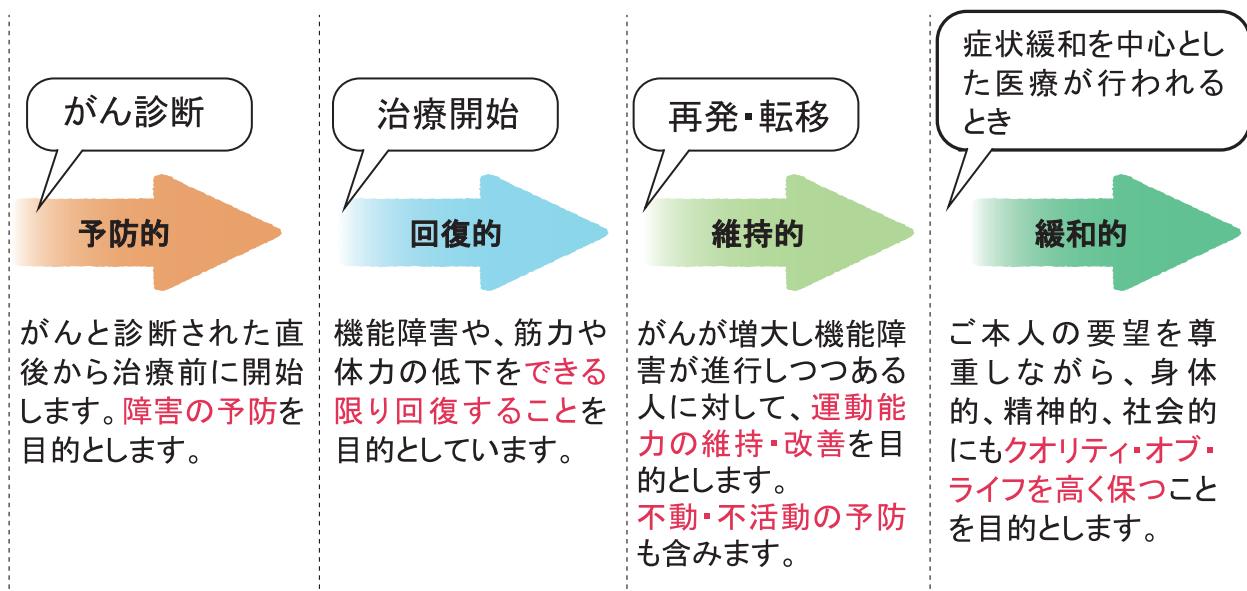 がん診断
予防的
がんと診断された直
後から治療前に開始
します。障害の予防を
目的とします。
治療開始
回復的
機能障害や、筋力や
体力の低下をできる
限り回復することを
目的としています。
再発・転移
維持的
がんが増大し機能障
害が進行しつつある
人に対して、運動能
力の維持・改善を目
的とします。
不動・不活動の予防
も含みます。
症状緩和を中心とし
た医療が行われる
とき
緩和的
ご本人の要望を尊
重しながら、身体
的、精神的、社会的
にもクオリティ・オブ・
ライフを高く保つこと
を目的とします。